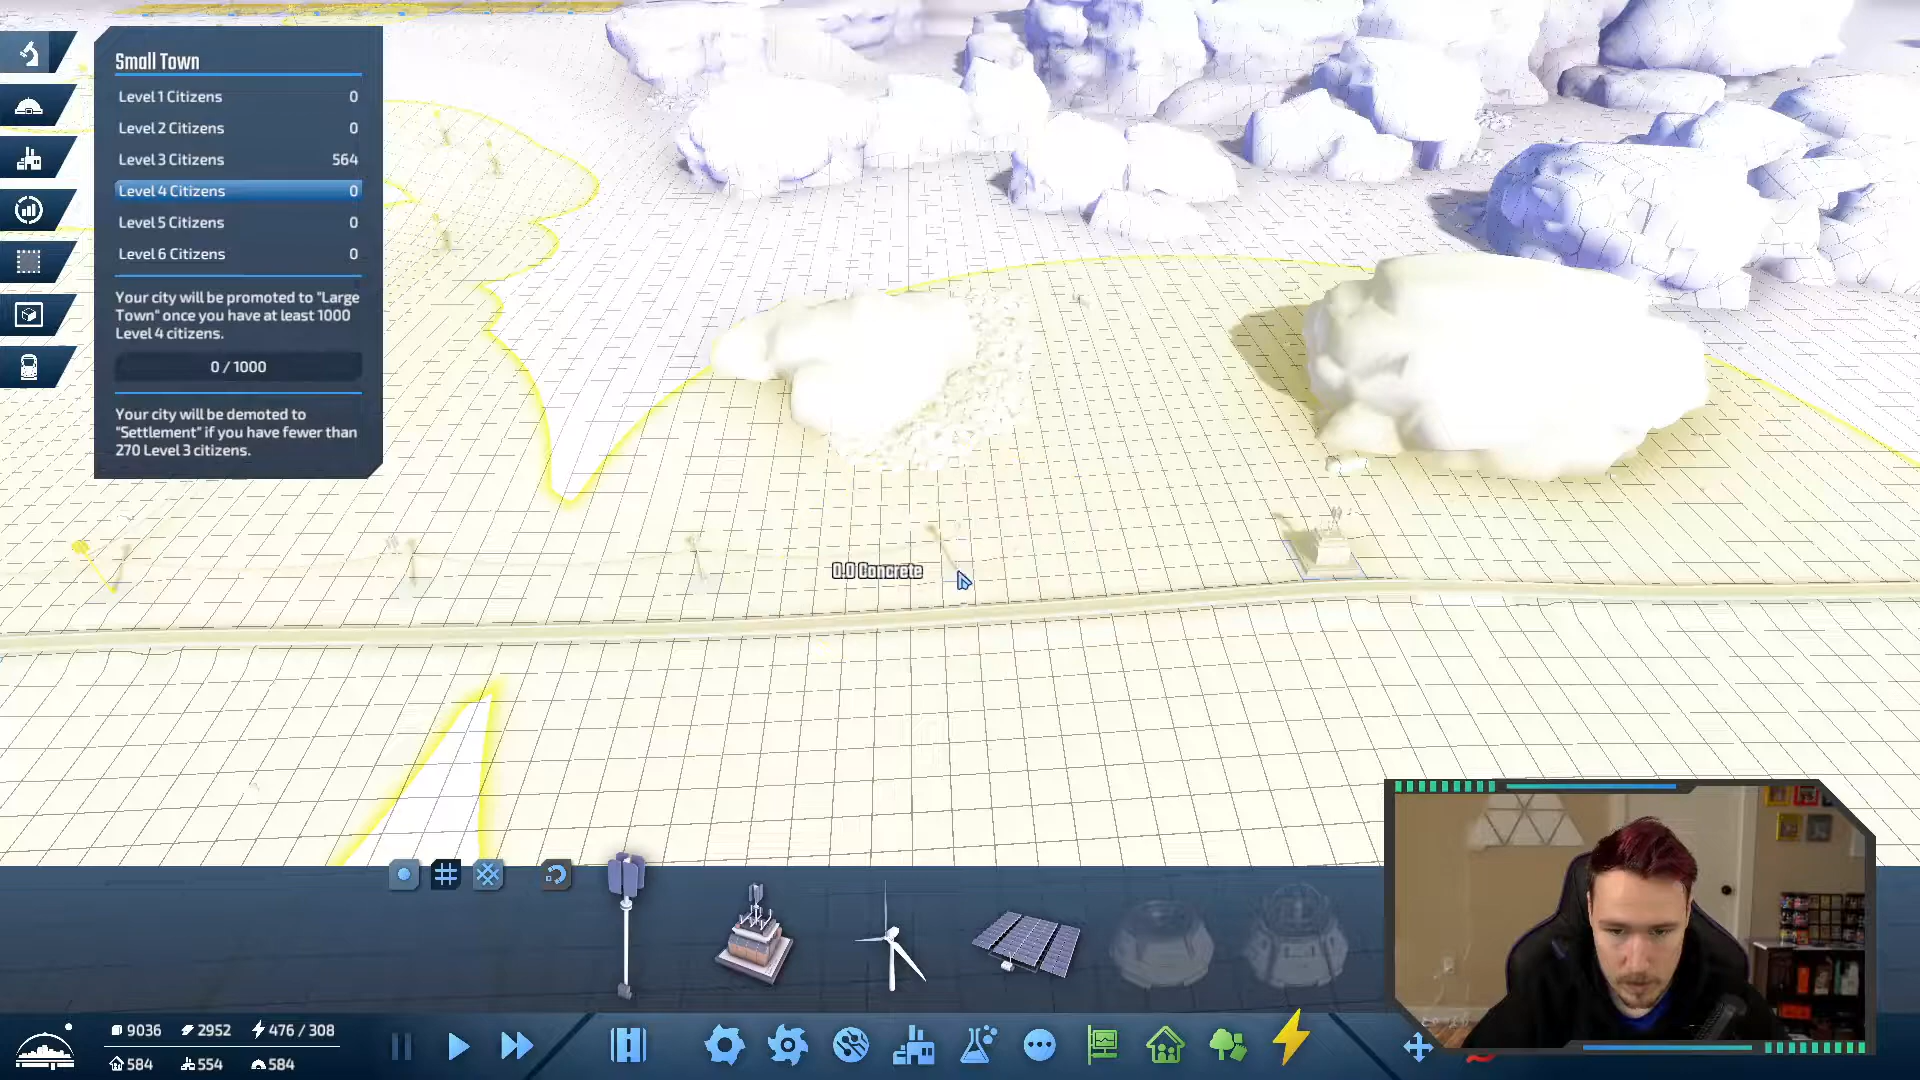 Small Town
Level 1 Citizens 0
Level 2 Citizens 0
Level 3 Citizens 564
Level 4 Citizens 0
Level 5 Citizens 0
Level 6 Citizens 0
Your city will be promoted to "Large
Town" once you have at least 1000
Level 4 citizens.
0 / 1000
Your city will be demoted to
"Settlement" if you have fewer than
270 Level 3 citizens.
0.0 Concrete
9036 2952 476 / 308
584 554 584